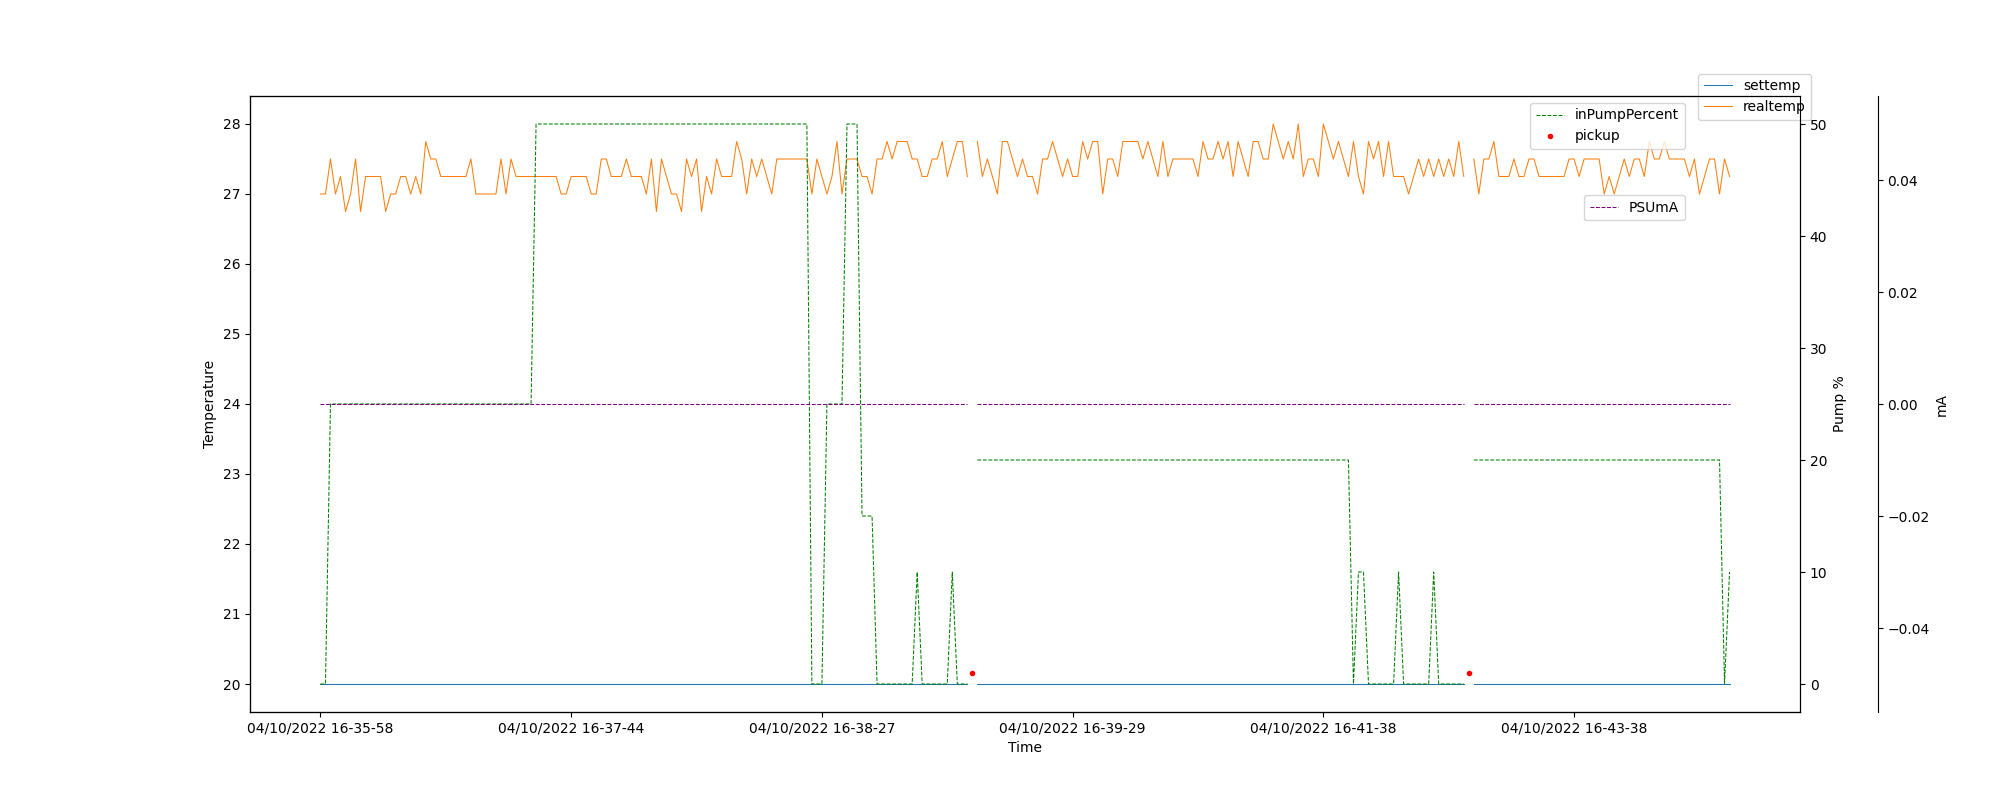 settemp
realtemp
inPumpPercent
pickup
PSUmA
28
27
26
25
24
23
22
21
20
Temperature
50
40
30
20
10
0
Pump %
0.04
0.02
0.00
−0.02
−0.04
mA
04/10/2022 16-35-58
04/10/2022 16-37-44
04/10/2022 16-38-27
04/10/2022 16-39-29
04/10/2022 16-41-38
04/10/2022 16-43-38
Time